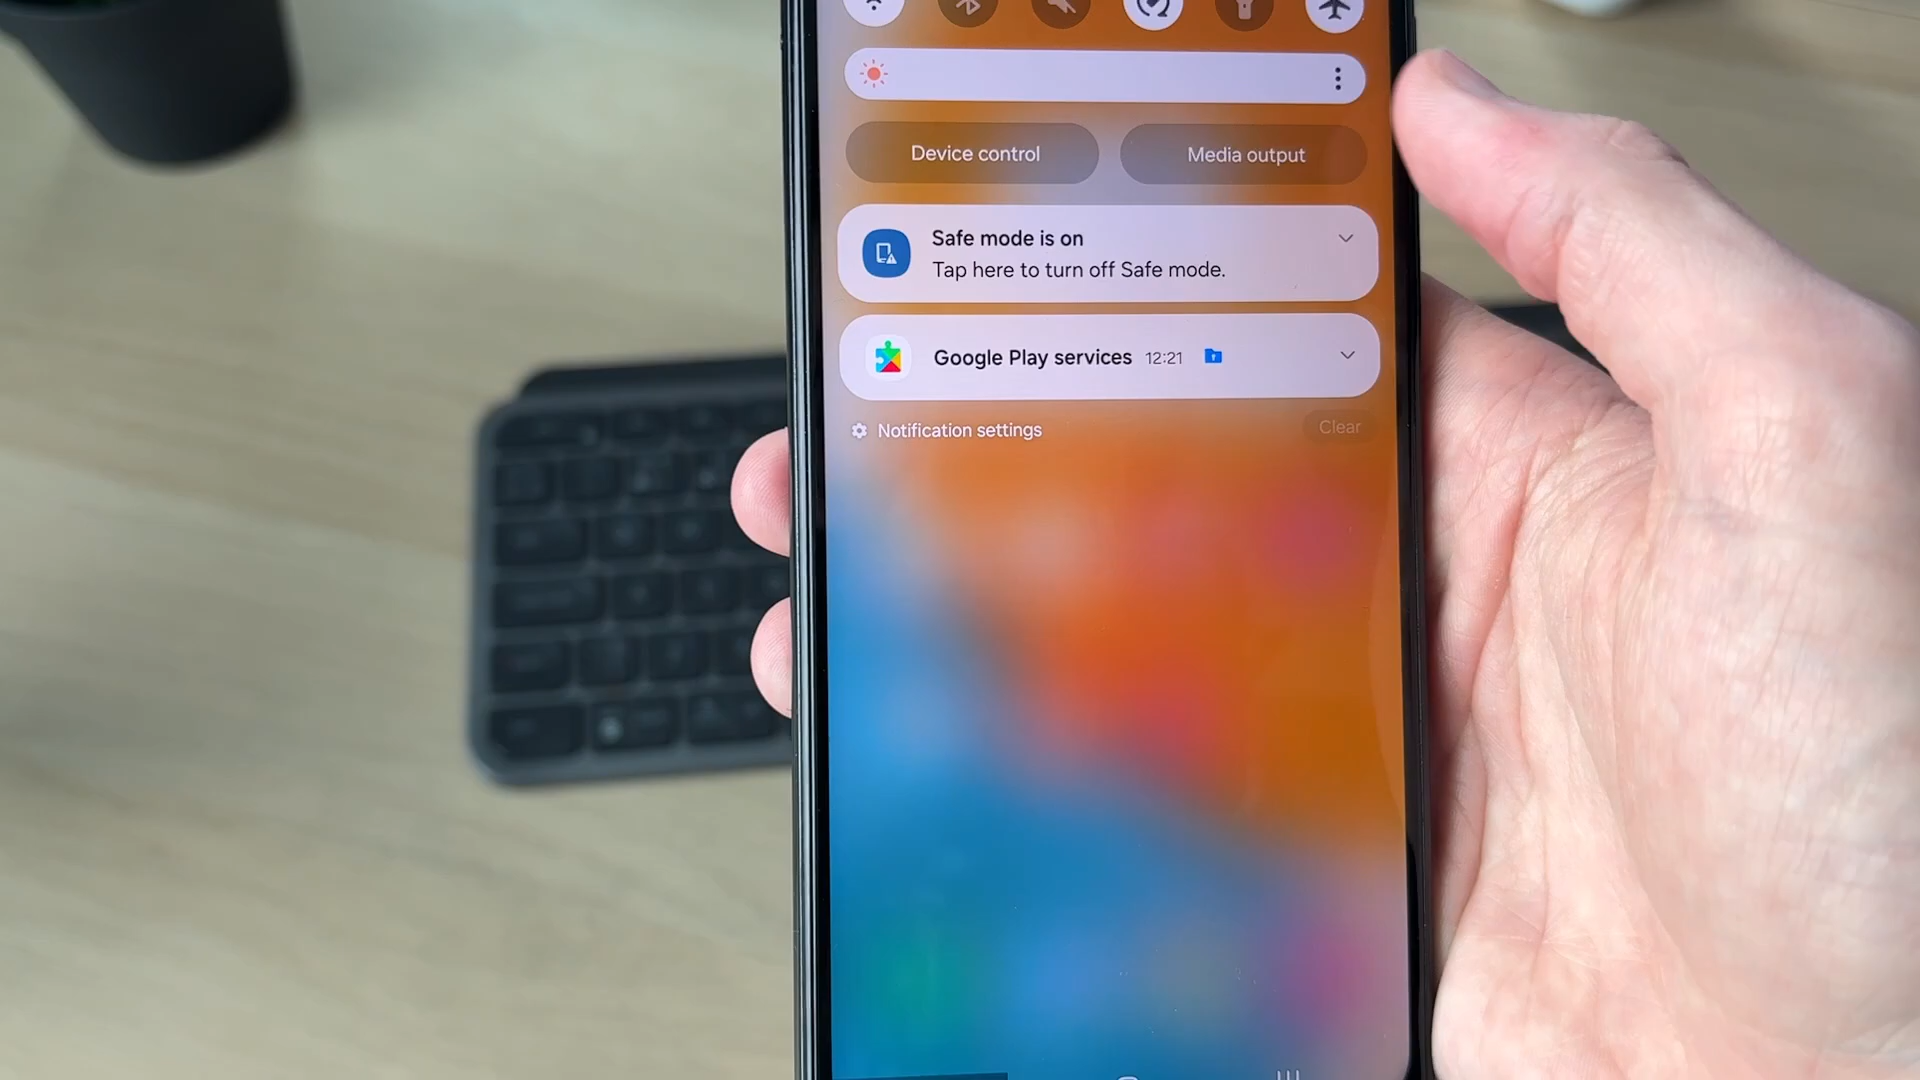 Device control
Media output
Safe mode is on
Tap here to turn off Safe mode.
Google Play services 12:21
Notification settings
Clear